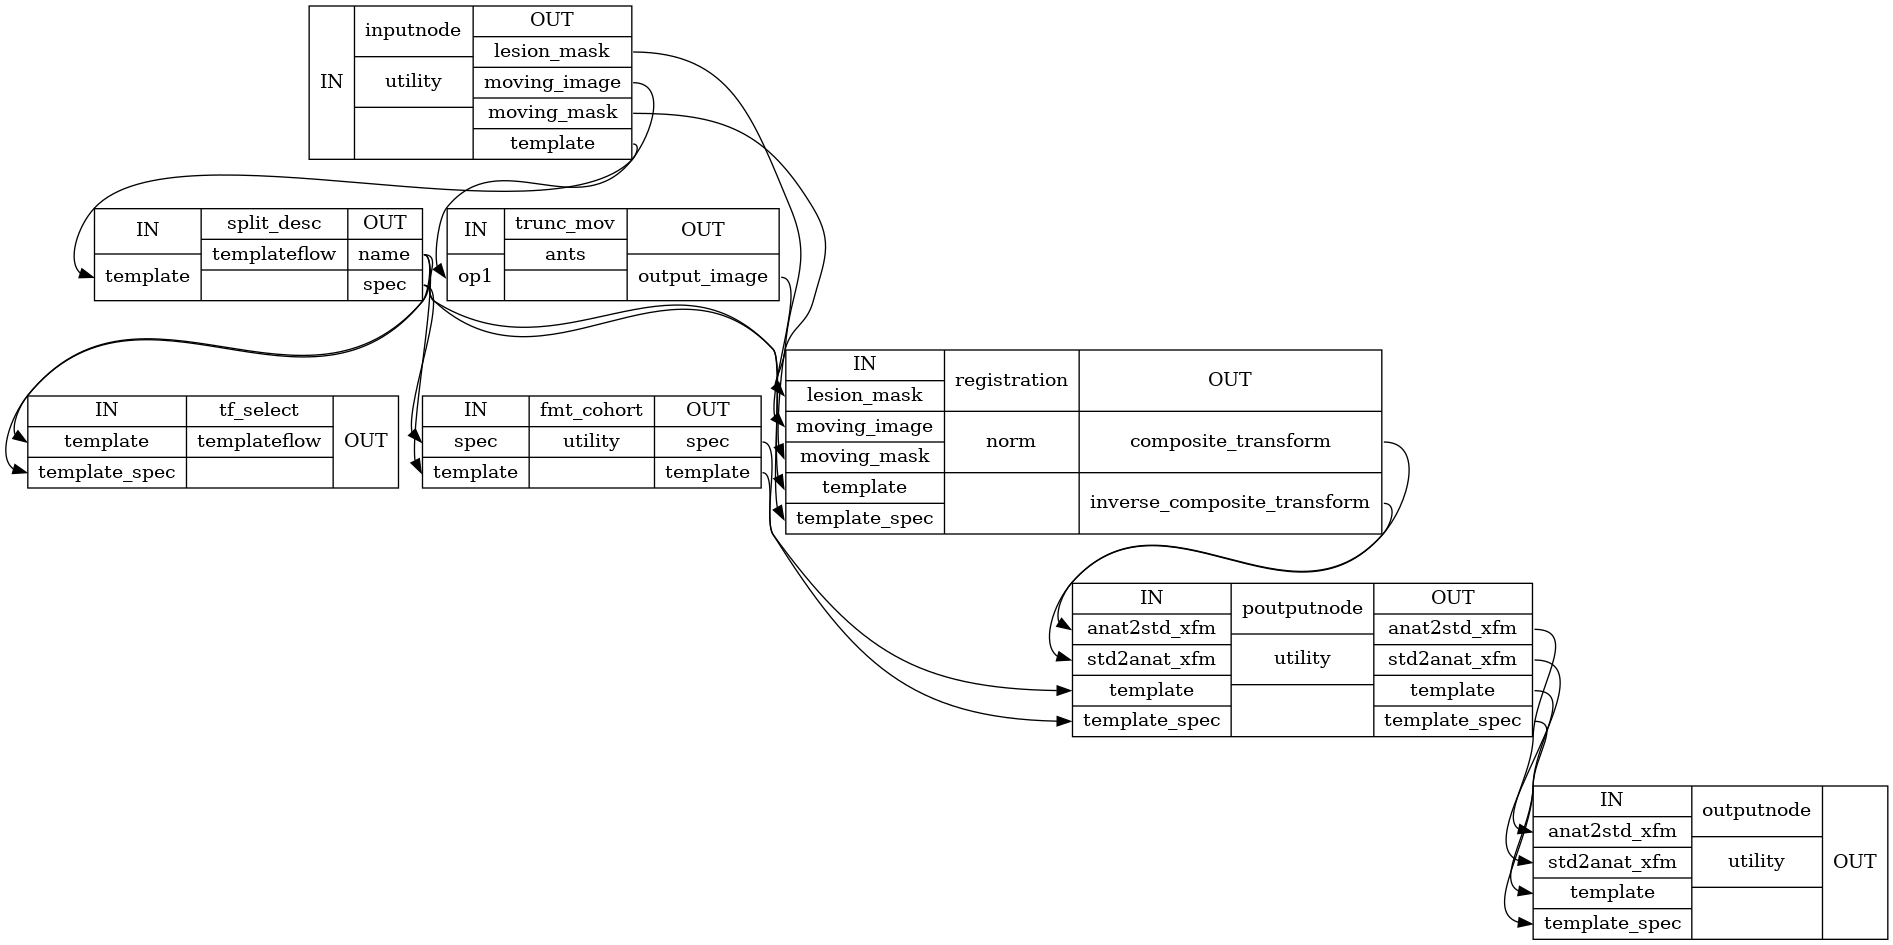 IN
inputnode
utility
OUT
lesion_mask
moving_image
moving_mask
template
IN
template
split_desc
templateflow
OUT
name
spec
IN
op1
trunc_mov
ants
OUT
output_image
IN
template
template_spec
tf_select
templateflow
OUT
IN
spec
template
fmt_cohort
utility
OUT
spec
template
IN
lesion_mask
moving_image
moving_mask
template
template_spec
registration
norm
OUT
composite_transform
inverse_composite_transform
IN
anat2std_xfm
std2anat_xfm
template
template_spec
poutputnode
utility
OUT
anat2std_xfm
std2anat_xfm
template
template_spec
IN
anat2std_xfm
std2anat_xfm
template
template_spec
outputnode
utility
OUT